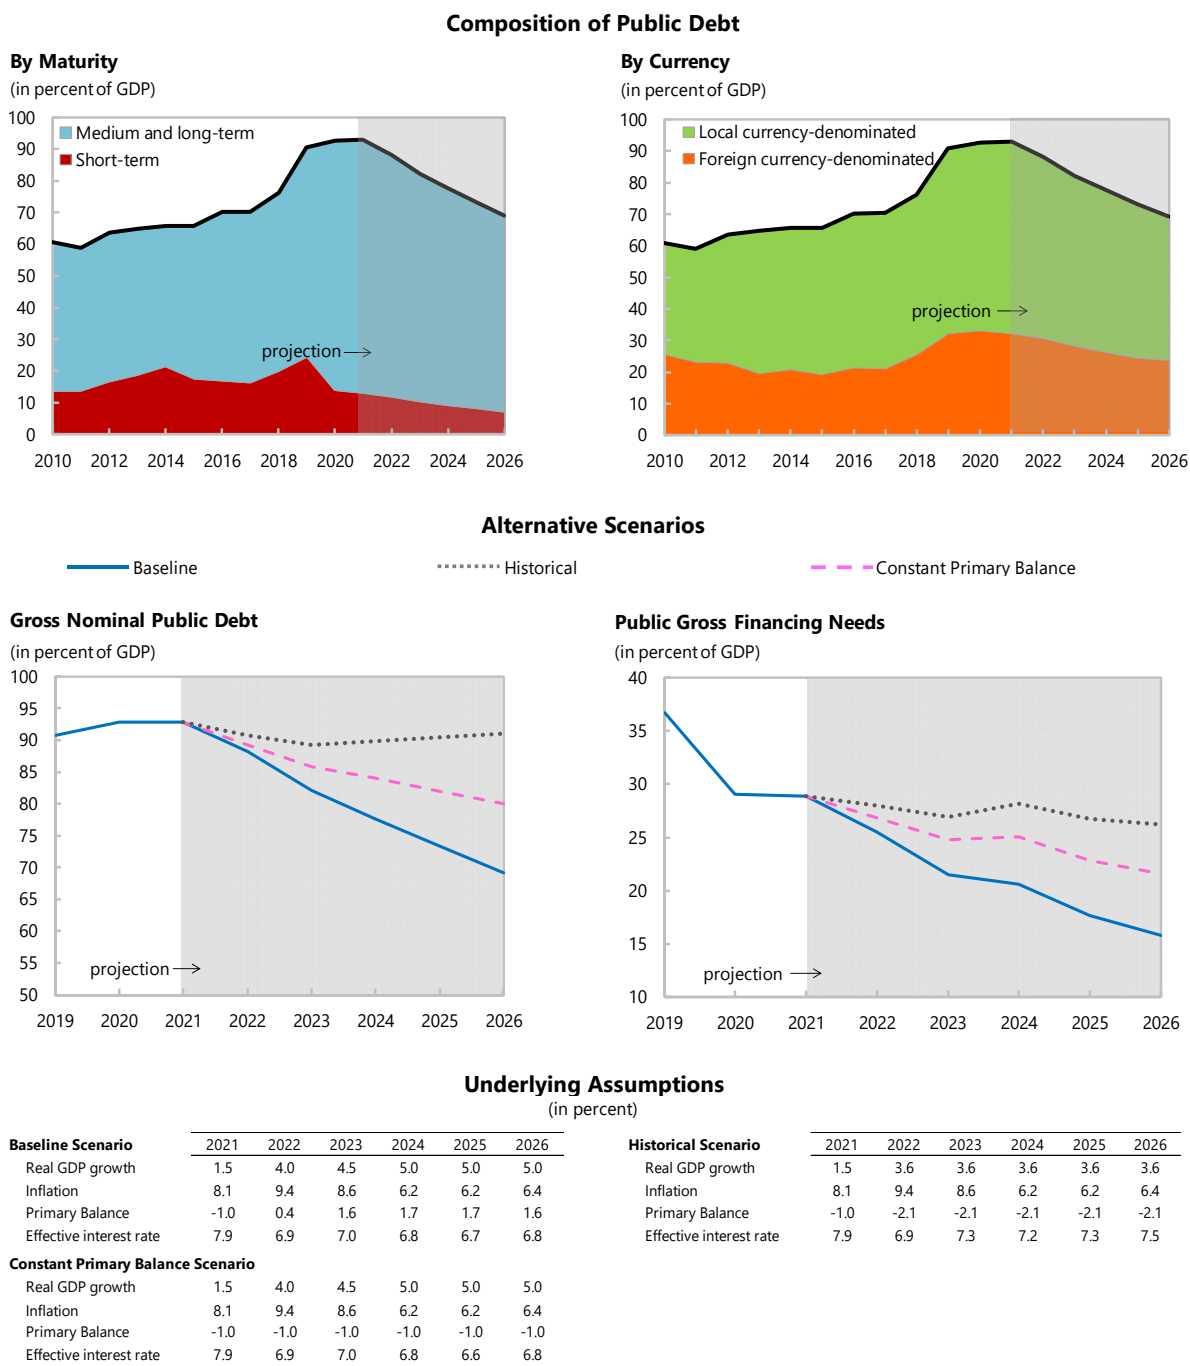 Composition of Public Debt
By Maturity
(in percent of GDP)
100
90
80
70
60
50
40
30
20
10
0
Medium and long-term
Short-term
projection
2010 2012 2014 2016 2018 2020 2022 2024 2026
By Currency
(in percent of GDP)
100
90
80
70
60
50
40
30
20
10
0
Local currency-denominated
Foreign currency-denominated
projection
2010 2012 2014 2016 2018 2020 2022 2024 2026
Alternative Scenarios
Baseline Historical Constant Primary Balance
Gross Nominal Public Debt
(in percent of GDP)
100
95
90
85
80
75
70
65
60
55
50
projection
2019 2020 2021 2022 2023 2024 2025 2026
Public Gross Financing Needs
(in percent of GDP)
40
35
30
25
20
15
10
projection
2019 2020 2021 2022 2023 2024 2025 2026
Underlying Assumptions
(in percent)
Baseline Scenario 2021 2022 2023 2024 2025 2026
Real GDP growth 1.5 4.0 4.5 5.0 5.0 5.0
Inflation 8.1 9.4 8.6 6.2 6.2 6.4
Primary Balance -1.0 0.4 1.6 1.7 1.7 1.6
Effective interest rate 7.9 6.9 7.0 6.8 6.7 6.8
Constant Primary Balance Scenario
Real GDP growth 1.5 4.0 4.5 5.0 5.0 5.0
Inflation 8.1 9.4 8.6 6.2 6.2 6.4
Primary Balance -1.0 -1.0 -1.0 -1.0 -1.0 -1.0
Effective interest rate 7.9 6.9 7.0 6.8 6.6 6.8
Historical Scenario 2021 2022 2023 2024 2025 2026
Real GDP growth 1.5 3.6 3.6 3.6 3.6 3.6
Inflation 8.1 9.4 8.6 6.2 6.2 6.4
Primary Balance -1.0 -2.1 -2.1 -2.1 -2.1 -2.1
Effective interest rate 7.9 6.9 7.3 7.2 7.3 7.5